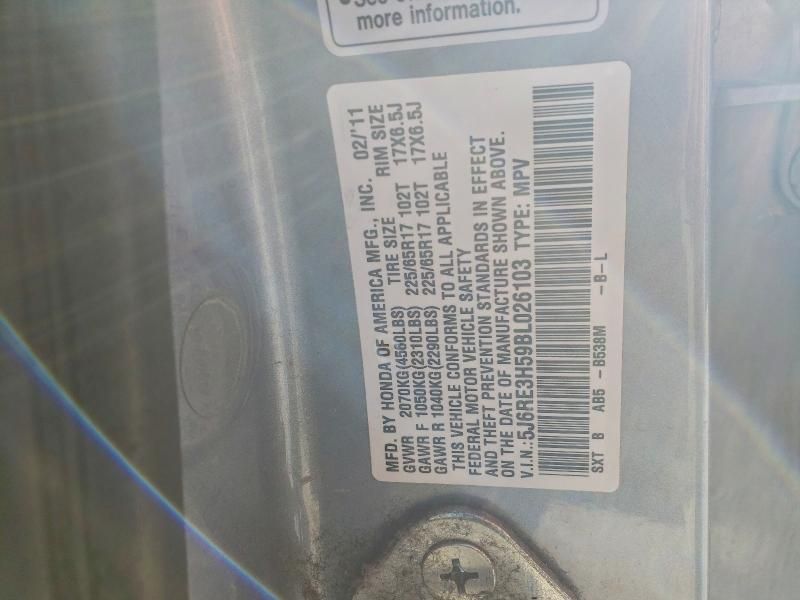 See
more information.
MFD. BY HONDA OF AMERICA MFG., INC. 02/'11
GVWR 2070KG(4560LBS) TIRE SIZE RIM SIZE
GAWR F 1050KG(2310LBS) 225/65R17 102T 17X6.5J
GAWR R 1040KG(2290LBS) 225/65R17 102T 17X6.5J
THIS VEHICLE CONFORMS TO ALL APPLICABLE
FEDERAL MOTOR VEHICLE SAFETY
AND THEFT PREVENTION STANDARDS IN EFFECT
ON THE DATE OF MANUFACTURE SHOWN ABOVE.
V.I.N.:5J6RE3H59BL026103 TYPE: MPV
SXT B AB5 -B538M -B-L